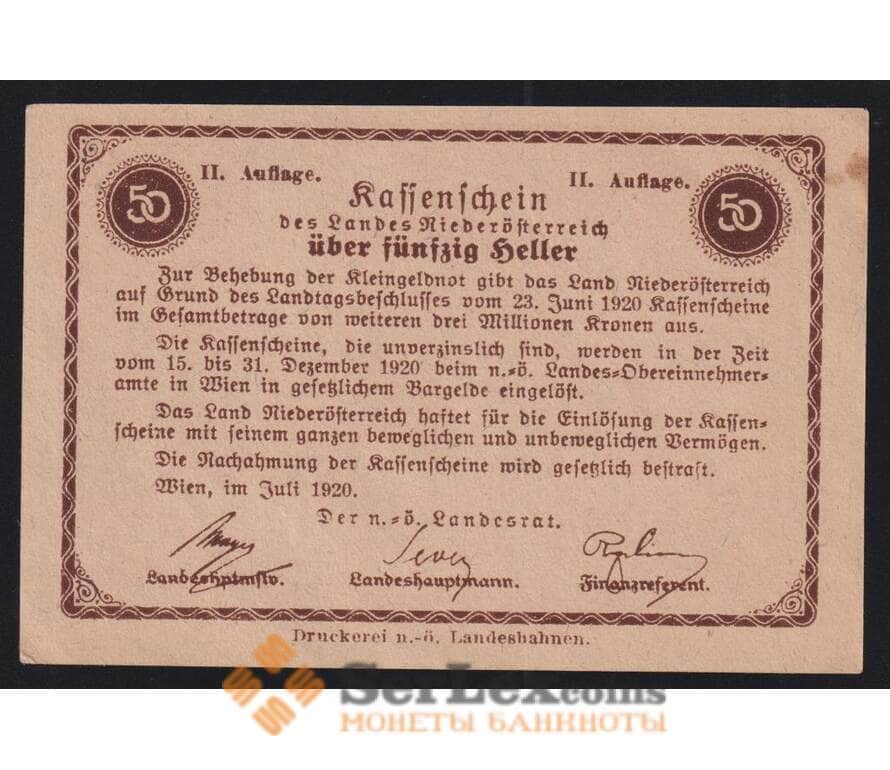 50
II. Auflage.
II. Auflage.
50
Kassenschein
des Landes Niederösterreich
über fünfzig Heller
Zur Behebung der Kleingeldnot gibt das Land Niederösterreich
auf Grund des Landtagsbeschlusses vom 23. Juni 1920 Kassenscheine
im Gesamtbetrage von weiteren drei Millionen Kronen aus.
Die Kassenscheine, die unverzinslich sind, werden in der Zeit
vom 15. bis 31. Dezember 1920 beim n.-ö. Landes-Obereinnehmer-
amte in Wien in gesetzlichem Bargelde eingelöst.
Das Land Niederösterreich haftet für die Einlösung der Kassen-
scheine mit seinem ganzen beweglichen und unbeweglichen Vermögen.
Die Nachahmung der Kassenscheine wird gesetzlich bestraft.
Wien, im Juli 1920.
Der n.-ö. Landesrat.
Sever
Landeshptmstv. Landeshauptmann. Finanzreferent.
Druckerei n.-ö. Landesbahnen.
SerLexcoins
МОНЕТЫ БАНКНОТЫ